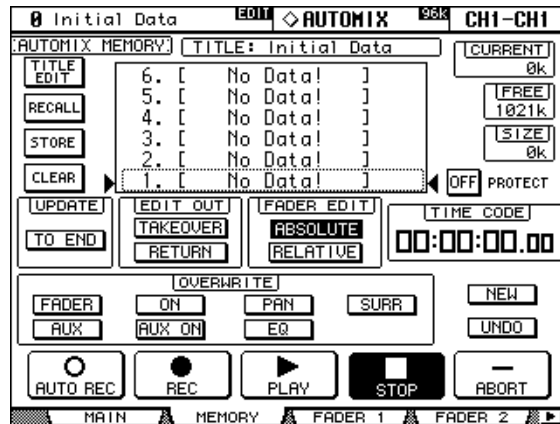 0 Initial Data EDIT ◇AUTOMIX 96k CH1-CH1
AUTOMIX MEMORY TITLE: Initial Data CURRENT
0k
TITLE EDIT
6. [ No Data! ]
5. [ No Data! ]
FREE
1021k
RECALL
4. [ No Data! ]
STORE
3. [ No Data! ]
SIZE
0k
2. [ No Data! ]
CLEAR
1. [ No Data! ]
OFF PROTECT
UPDATE EDIT OUT FADER EDIT TIME CODE
TO END TAKEOVER ABSOLUTE 00:00:00.00
RETURN RELATIVE
OVERWRITE
FADER ON PAN SURR NEW
AUX AUX ON EQ UNDO
AUTO REC REC PLAY STOP ABORT
MAIN MEMORY FADER 1 FADER 2